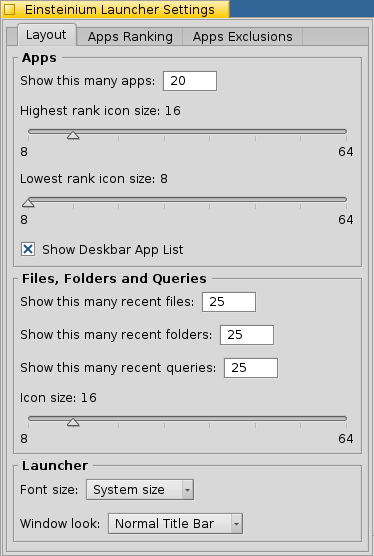 Einsteinium Launcher Settings
Layout Apps Ranking Apps Exclusions
Apps
Show this many apps: 20
Highest rank icon size: 16
8 64
Lowest rank icon size: 8
8 64
Show Deskbar App List
Files, Folders and Queries
Show this many recent files: 25
Show this many recent folders: 25
Show this many recent queries: 25
Icon size: 16
8 64
Launcher
Font size: System size
Window look: Normal Title Bar